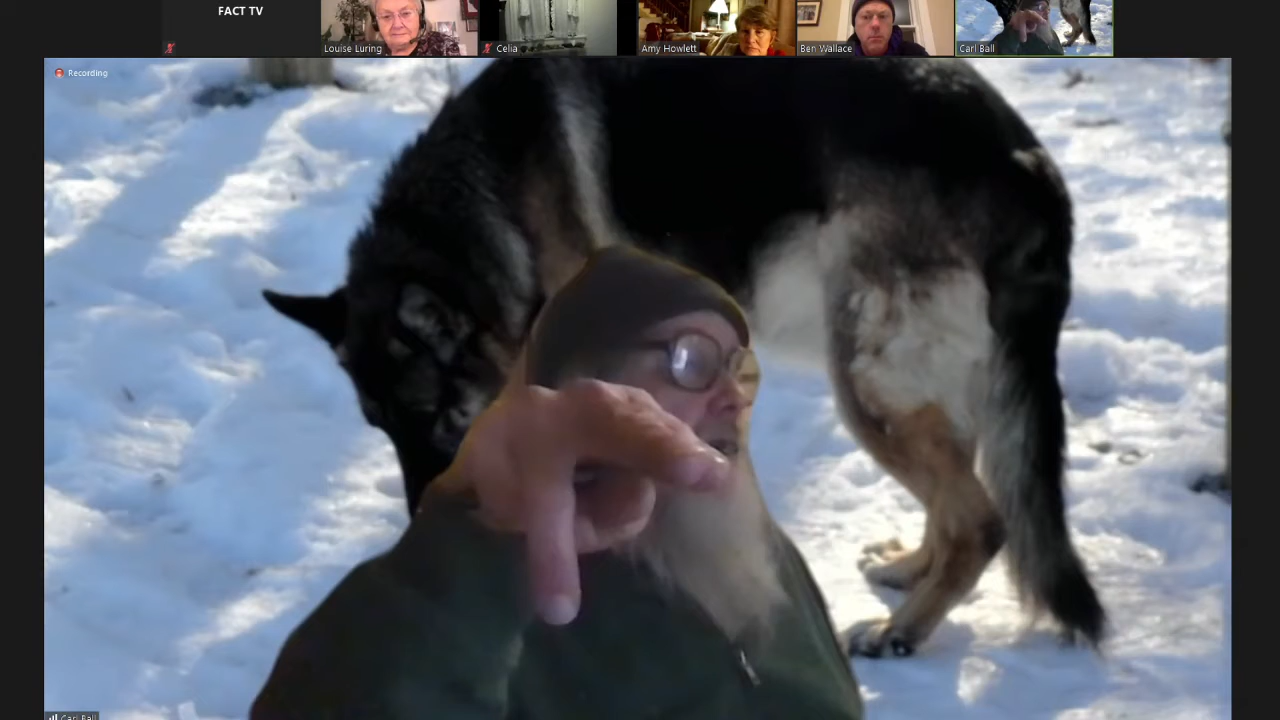 FACT TV
Louise Luring
Celia
Amy Howlett
Ben Wallace
Carl Ball
Recording
Carl Ball